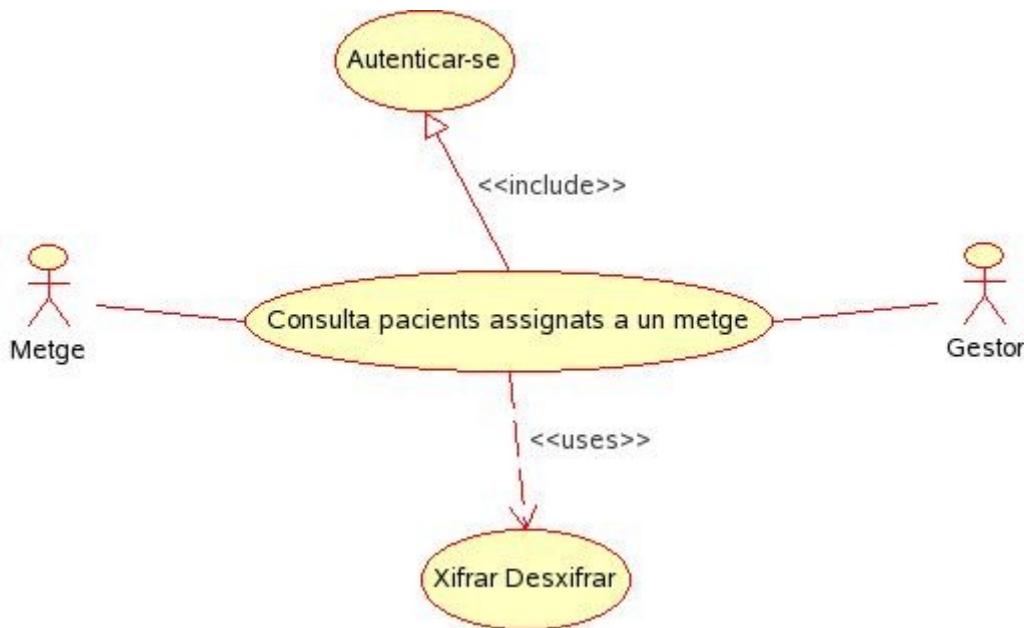 Autenticar-se
<<include>>
Consulta pacients assignats a un metge
Metge
Gestor
<<uses>>
Xifrar Desxifrar